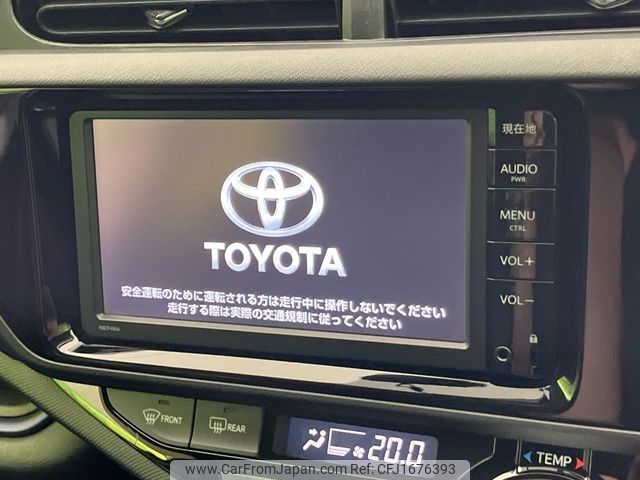 現在地
AUDIO
PWR
MENU
CTRL
VOL+
VOL-
TOYOTA
安全運転のために運転される方は走行中に操作しないでください
走行する際は実際の交通規制に従ってください
NSCP-W64
FRONT
REAR
20.0
TEMP
www.CarFromJapan.com - CFJ1676393